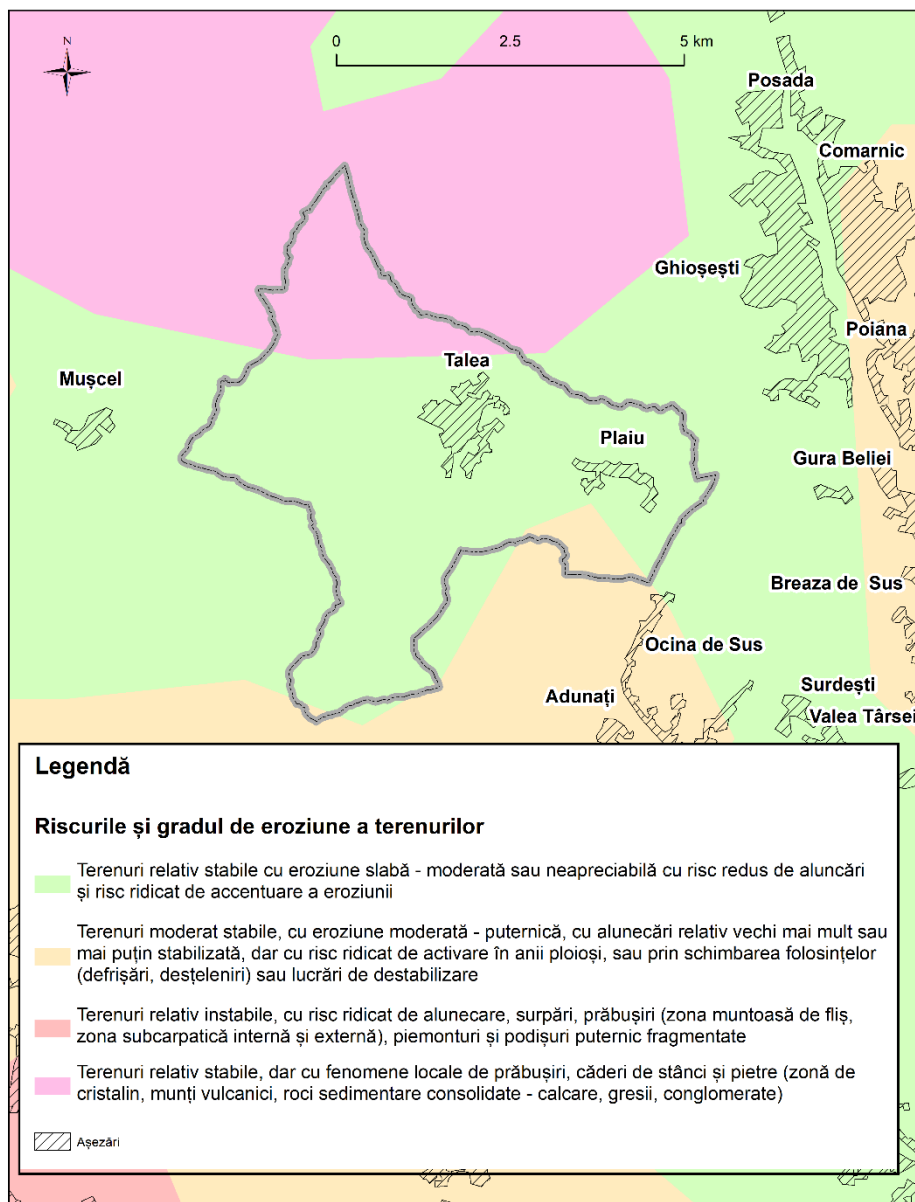 N
0 2.5 5 km
Posada
Comarnic
Ghioșești
Poiana
Talea
Mușcel
Plaiu
Gura Beliei
Breaza de Sus
Ocina de Sus
Surdești
Adunați
Valea Târsei
Legendă
Riscurile și gradul de eroziune a terenurilor
Terenuri relativ stabile cu eroziune slabă - moderată sau neapreciabilă cu risc redus de aluncări
și risc ridicat de accentuare a eroziunii
Terenuri moderat stabile, cu eroziune moderată - puternică, cu alunecări relativ vechi mai mult sau
mai puțin stabilizată, dar cu risc ridicat de activare în anii ploioși, sau prin schimbarea folosințelor
(defrișări, desțeleniri) sau lucrări de destabilizare
Terenuri relativ instabile, cu risc ridicat de alunecare, surpări, prăbușiri (zona muntoasă de fliș,
zona subcarpatică internă și externă), piemonturi și podișuri puternic fragmentate
Terenuri relativ stabile, dar cu fenomene locale de prăbușiri, căderi de stânci și pietre (zonă de
cristalin, munți vulcanici, roci sedimentare consolidate - calcare, gresii, conglomerate)
Așezări